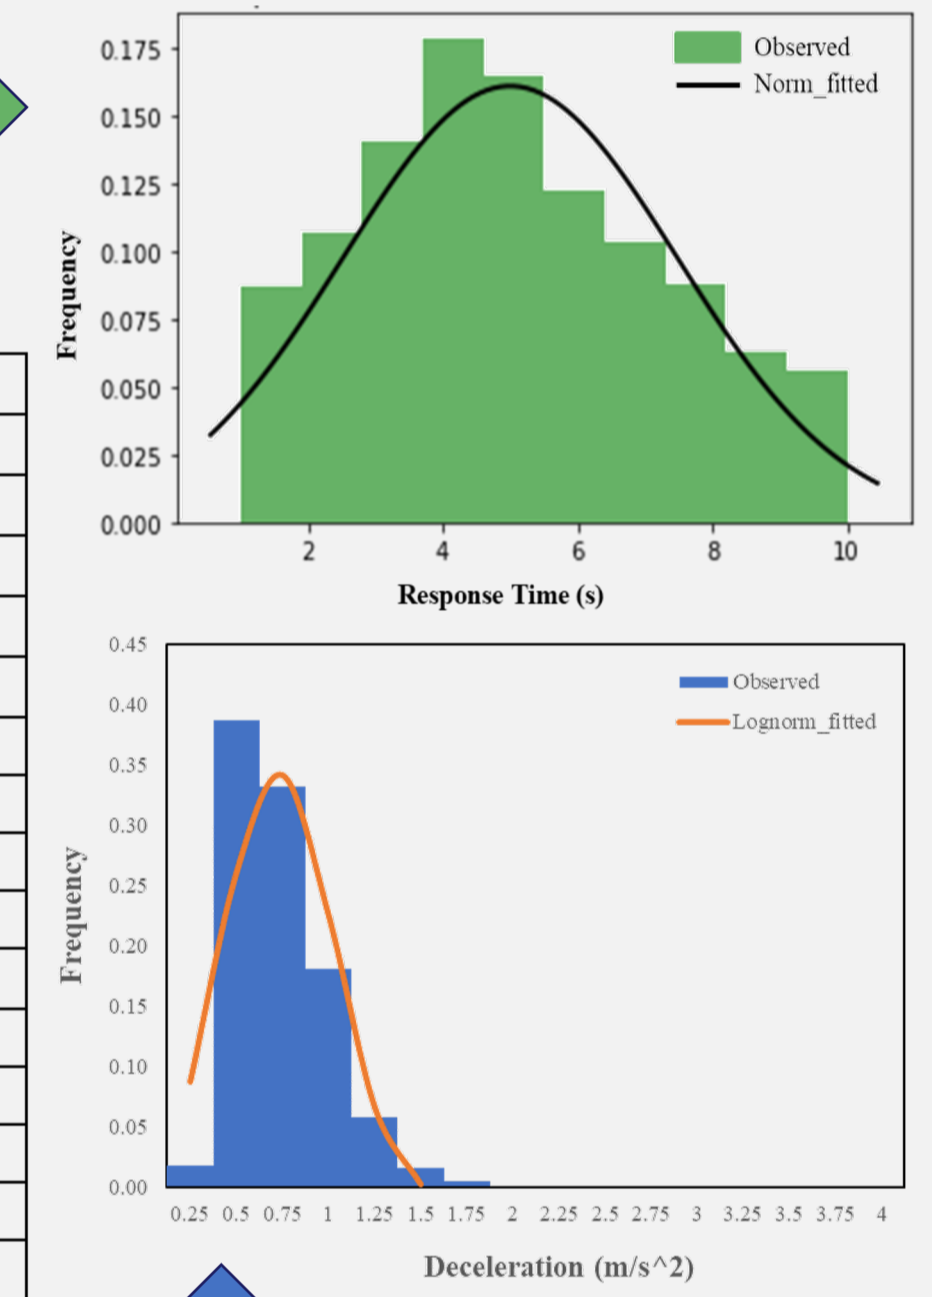 0.175
0.150
0.125
0.100
0.075
0.050
0.025
0.000
Frequency
Observed
Norm_fitted
2 4 6 8 10
Response Time (s)
0.45
0.40
0.35
0.30
0.25
0.20
0.15
0.10
0.05
0.00
Frequency
Observed
Lognorm_fitted
0.25 0.5 0.75 1 1.25 1.5 1.75 2 2.25 2.5 2.75 3 3.25 3.5 3.75 4
Deceleration (m/s^2)